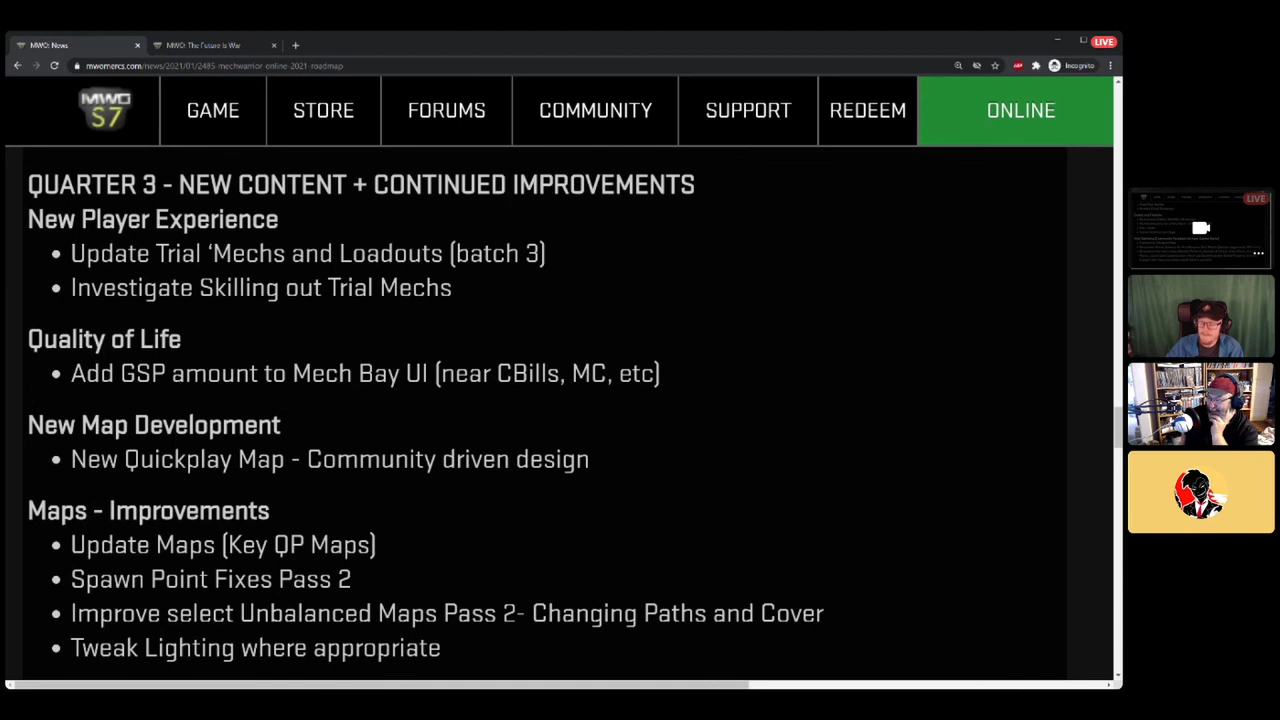 MWO: News
MWO: The Future Is War
LIVE
mwomercs.com/news/2021/01/2485-mechwarrior-online-2021-roadmap
Incognito
MWO
S7
GAME
STORE
FORUMS
COMMUNITY
SUPPORT
REDEEM
ONLINE
QUARTER 3 - NEW CONTENT + CONTINUED IMPROVEMENTS
New Player Experience
• Update Trial ‘Mechs and Loadouts (batch 3)
• Investigate Skilling out Trial Mechs
Quality of Life
• Add GSP amount to Mech Bay UI (near CBills, MC, etc)
New Map Development
• New Quickplay Map - Community driven design
Maps - Improvements
• Update Maps (Key QP Maps)
• Spawn Point Fixes Pass 2
• Improve select Unbalanced Maps Pass 2- Changing Paths and Cover
• Tweak Lighting where appropriate
LIVE